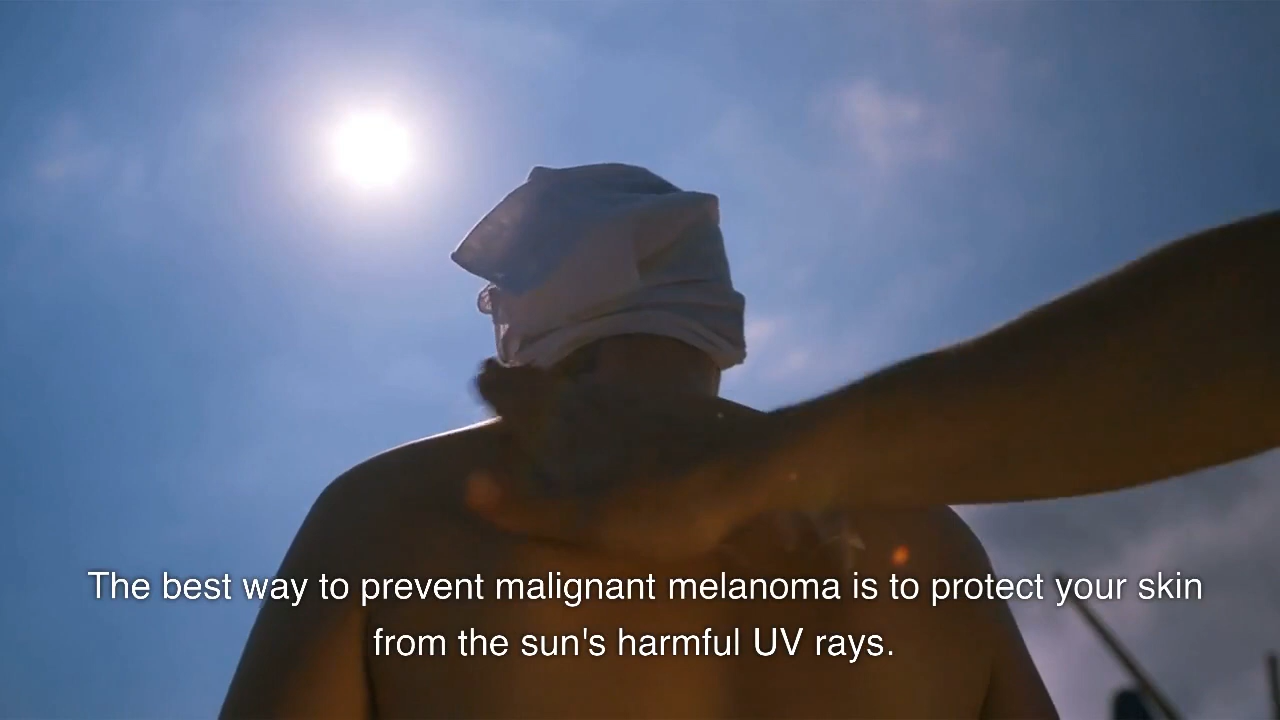 The best way to prevent malignant melanoma is to protect your skin
from the sun's harmful UV rays.